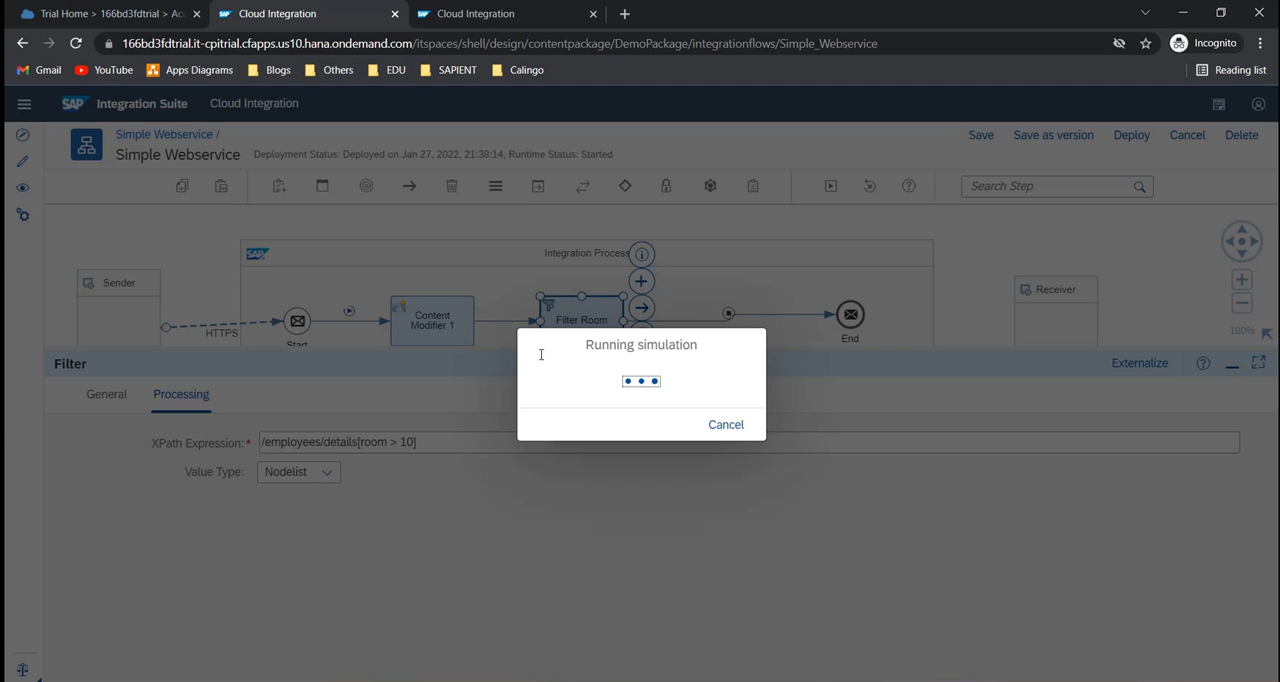 Trial Home > 166bd3fdtrial > Acc
Cloud Integration
Cloud Integration
166bd3fdtrial.it-cpitrial.cfapps.us10.hana.ondemand.com/itspaces/shell/design/contentpackage/DemoPackage/integrationflows/Simple_Webservice
Incognito
Gmail
YouTube
Apps Diagrams
Blogs
Others
EDU
SAPIENT
Calingo
Reading list
SAP Integration Suite
Cloud Integration
Simple Webservice /
Simple Webservice
Deployment Status: Deployed on Jan 27, 2022, 21:38:14, Runtime Status: Started
Save
Save as version
Deploy
Cancel
Delete
Search Step
SAP
Integration Process
Sender
HTTPS
Start
Content
Modifier 1
Filter Room
End
Receiver
100%
Running simulation
Cancel
Filter
Externalize
General
Processing
XPath Expression:*
/employees/details[room > 10]
Value Type:
Nodelist